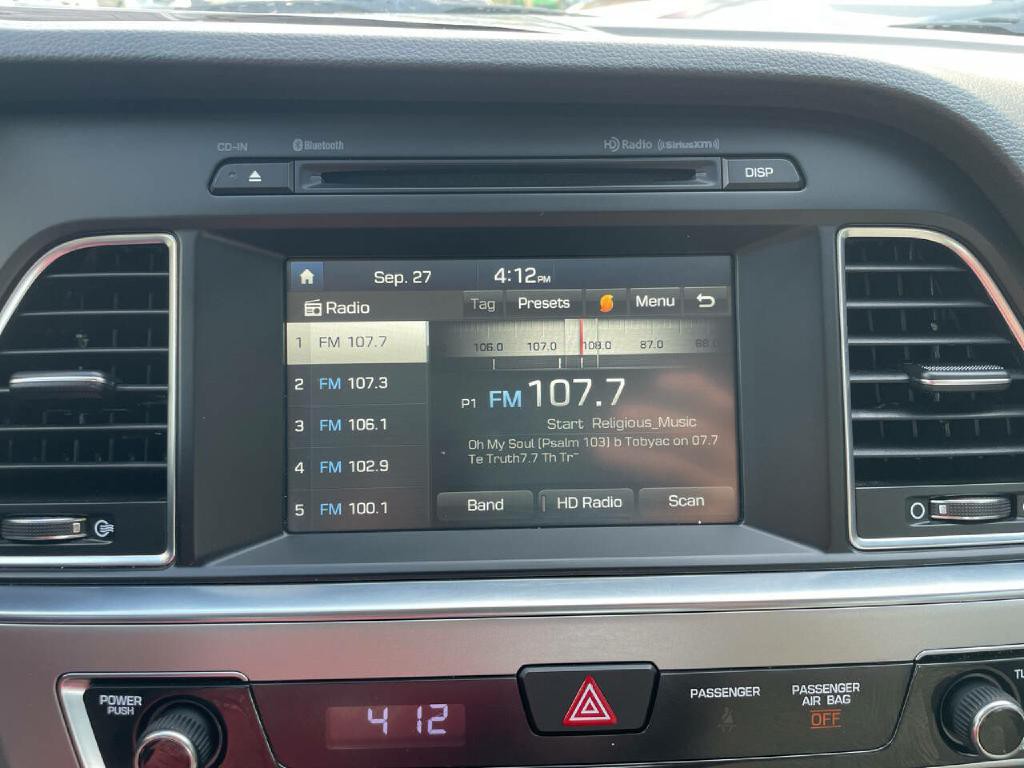 CD-IN Bluetooth HD Radio ((SiriusXM))
DISP
Sep. 27 4:12PM
Radio Tag Presets Menu
106.0 107.0 108.0 87.0 88.0
1 FM 107.7
2 FM 107.3
3 FM 106.1
4 FM 102.9
5 FM 100.1
P1 FM 107.7
Start Religious_Music
Oh My Soul (Psalm 103) b Tobyac on 07.7
Te Truth7.7 Th Tr~
Band HD Radio Scan
POWER
PUSH
4 12
PASSENGER
PASSENGER
AIR BAG
OFF